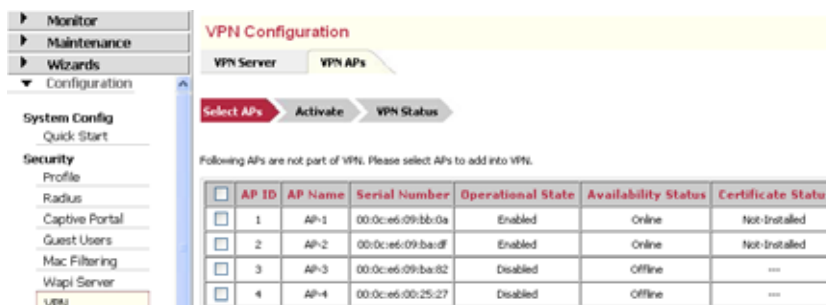 Monitor
Maintenance
Wizards
Configuration
System Config
Quick Start
Security
Profile
Radius
Captive Portal
Guest Users
Mac Filtering
Wapi Server
VPN
VPN Configuration
VPN Server VPN APs
Select APs Activate VPN Status
Following APs are not part of VPN. Please select APs to add into VPN.
AP ID AP Name Serial Number Operational State Availability Status Certificate Statu
1 AP-1 00:0c:e6:09:bb:0a Enabled Online Not-Installed
2 AP-2 00:0c:e6:09:ba:df Enabled Online Not-Installed
3 AP-3 00:0c:e6:09:ba:82 Disabled Offline ---
4 AP-4 00:0c:e6:00:25:27 Disabled Offline ---